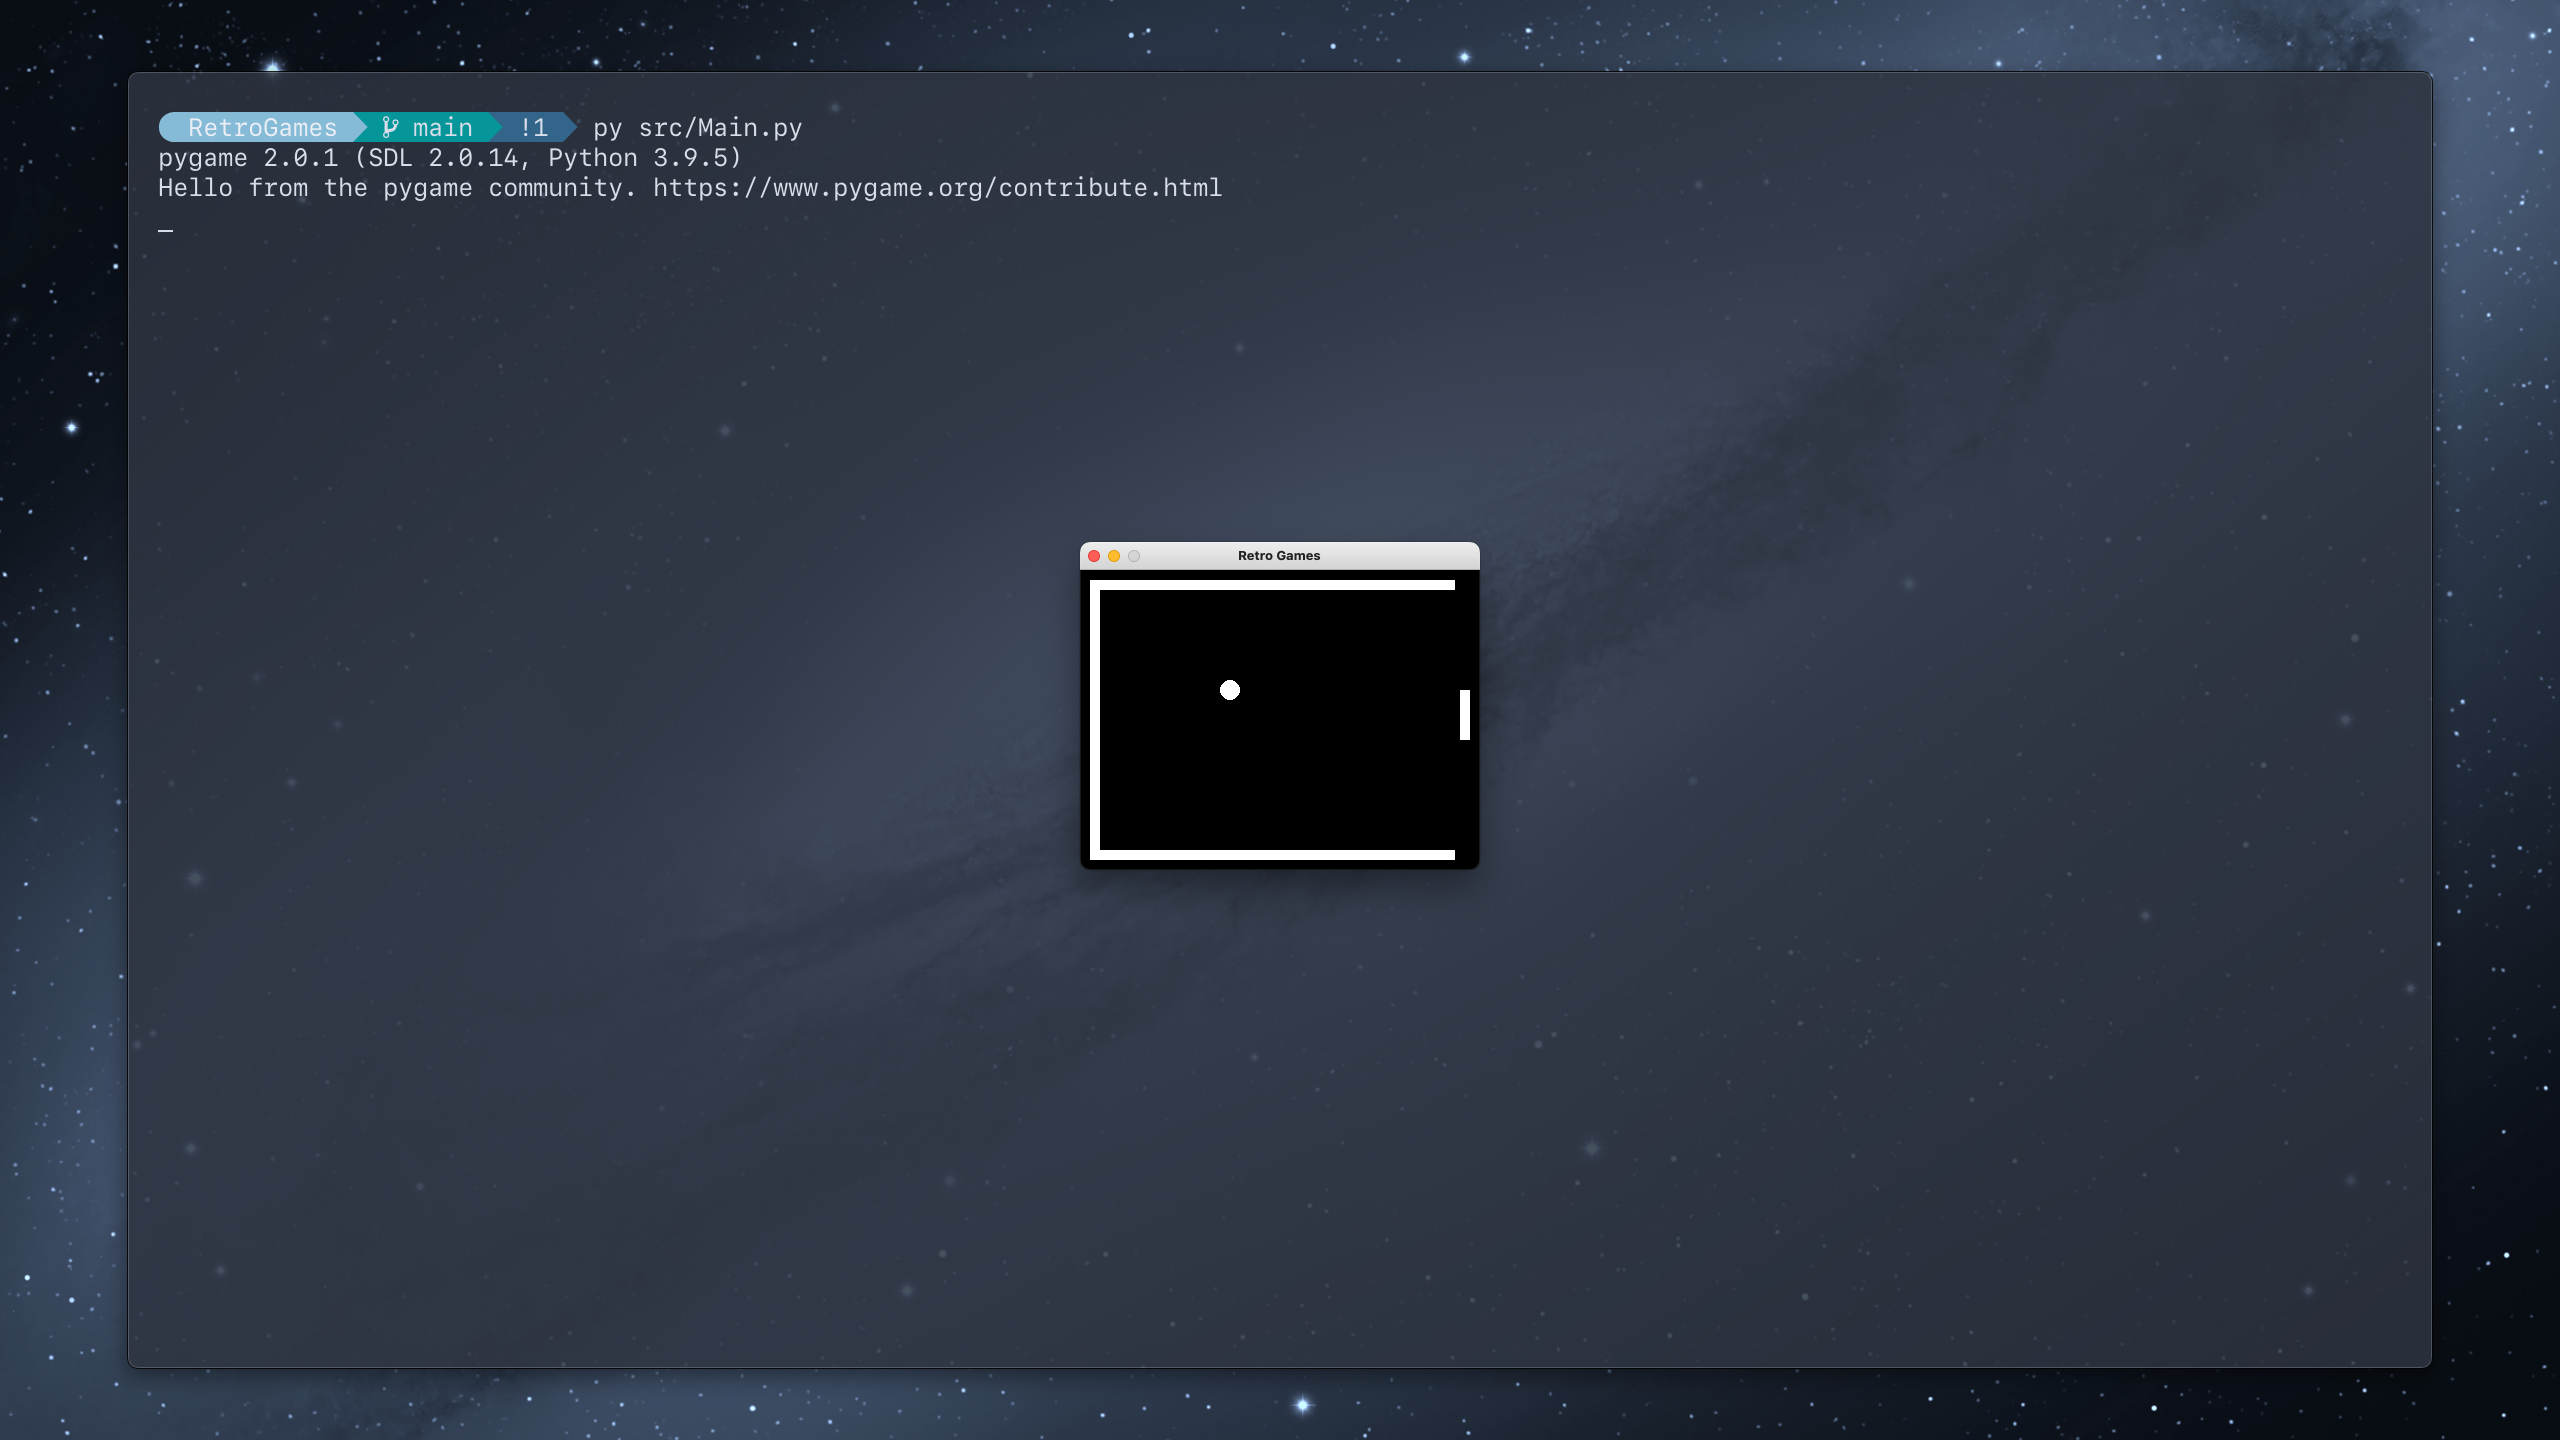 RetroGames main !1 py src/Main.py
pygame 2.0.1 (SDL 2.0.14, Python 3.9.5)
Hello from the pygame community. https://www.pygame.org/contribute.html
Retro Games